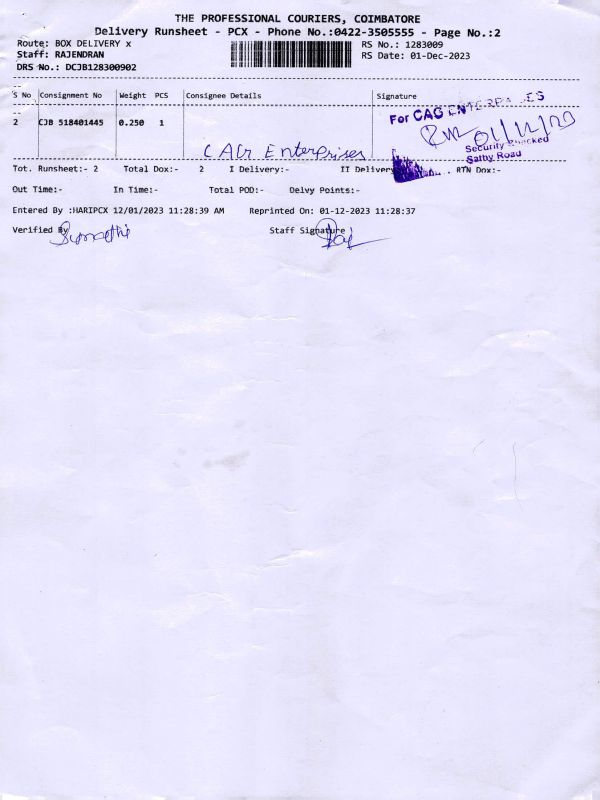 THE PROFESSIONAL COURIERS, COIMBATORE
Delivery Runsheet - PCX - Phone No.:0422-3505555 - Page No.:2
Route: BOX DELIVERY x
RS No.: 1283009
Staff: RAJENDRAN
RS Date: 01-Dec-2023
DRS No.: DCJB128300902
S No Consignment No Weight PCS Consignee Details Signature
2 CJB 518401445 0.250 1
For CAG ENTERPRISES
01/12/23
Security Checked
Sathy Road
CAG Enterprises
Tot. Runsheet:- 2 Total Dox:- 2 I Delivery:- II Delivery RTN Dox:-
Out Time:- In Time:- Total POD:- Delvy Points:-
Entered By :HARIPCX 12/01/2023 11:28:39 AM Reprinted On: 01-12-2023 11:28:37
Verified By Staff Signature